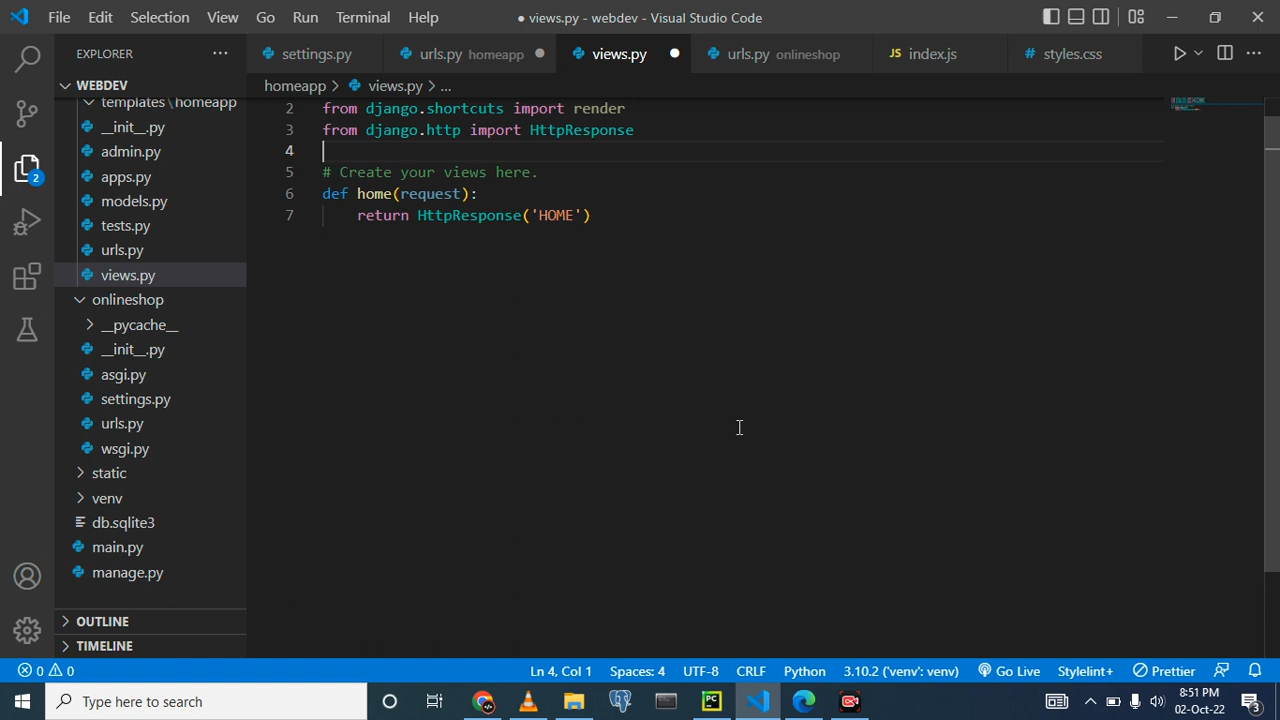 File Edit Selection View Go Run Terminal Help
● views.py - webdev - Visual Studio Code
EXPLORER
settings.py
urls.py homeapp
views.py
urls.py onlineshop
JS index.js
# styles.css
WEBDEV
homeapp > views.py > ...
templates\homeapp
__init__.py
admin.py
apps.py
models.py
tests.py
urls.py
views.py
onlineshop
__pycache__
__init__.py
asgi.py
settings.py
urls.py
wsgi.py
static
venv
db.sqlite3
main.py
manage.py
OUTLINE
TIMELINE
2 from django.shortcuts import render
3 from django.http import HttpResponse
4
5 # Create your views here.
6 def home(request):
7 return HttpResponse('HOME')
2
0 0
Ln 4, Col 1
Spaces: 4
UTF-8
CRLF
Python
3.10.2 ('venv': venv)
Go Live
Stylelint+
Prettier
Type here to search
PC
8:51 PM
02-Oct-22
3